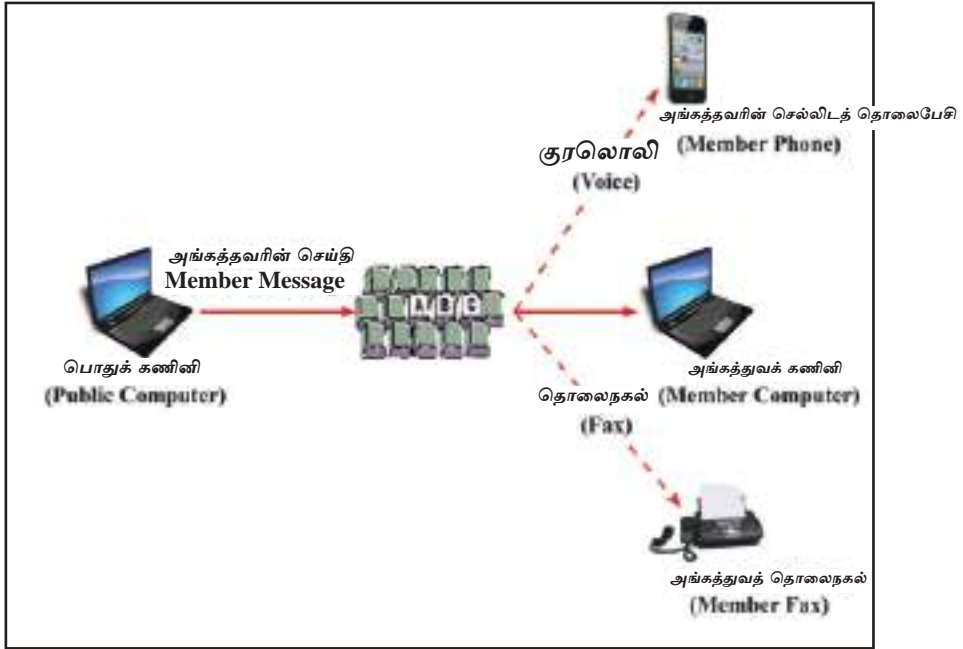 அங்கத்தவரின் செல்லிடத் தொலைபேசி
(Member Phone)
குரலொலி
(Voice)
அங்கத்தவரின் செய்தி
Member Message
A B C
பொதுக் கணினி
(Public Computer)
அங்கத்துவக் கணினி
(Member Computer)
தொலைநகல்
(Fax)
அங்கத்துவத் தொலைநகல்
(Member Fax)